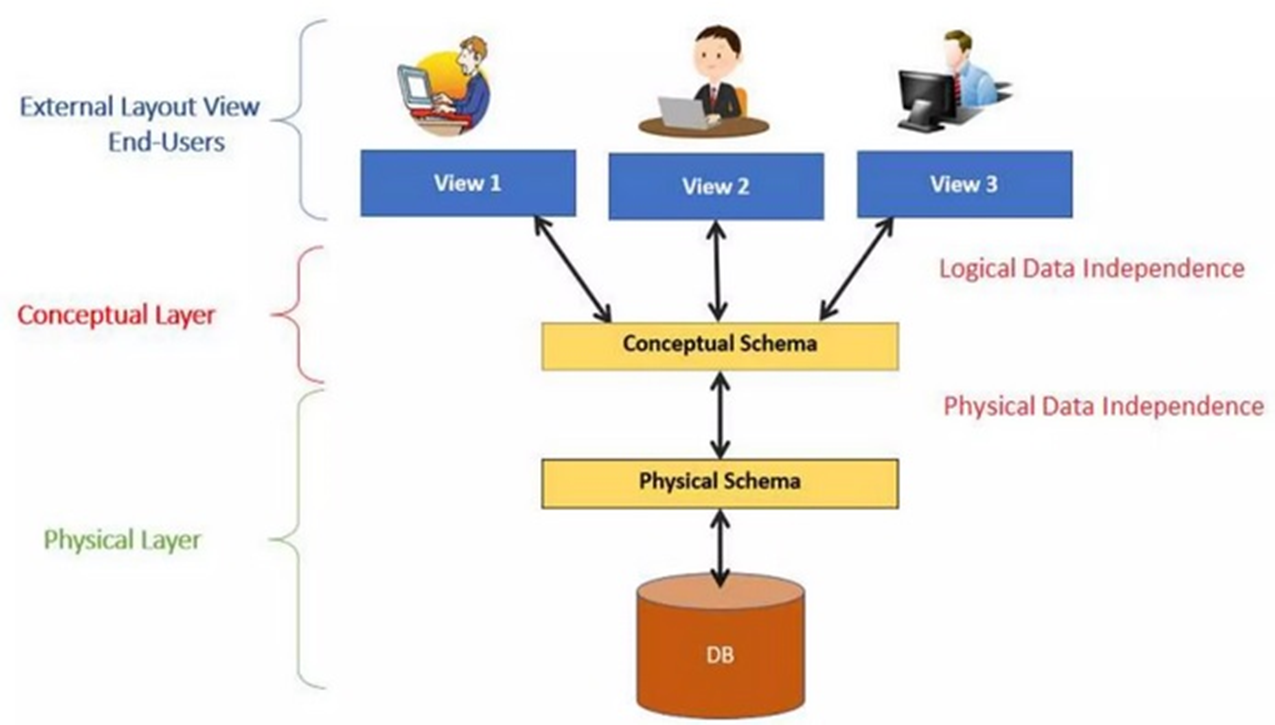 External Layout View
End-Users
View 1
View 2
View 3
Logical Data Independence
Conceptual Layer
Conceptual Schema
Physical Data Independence
Physical Schema
Physical Layer
DB